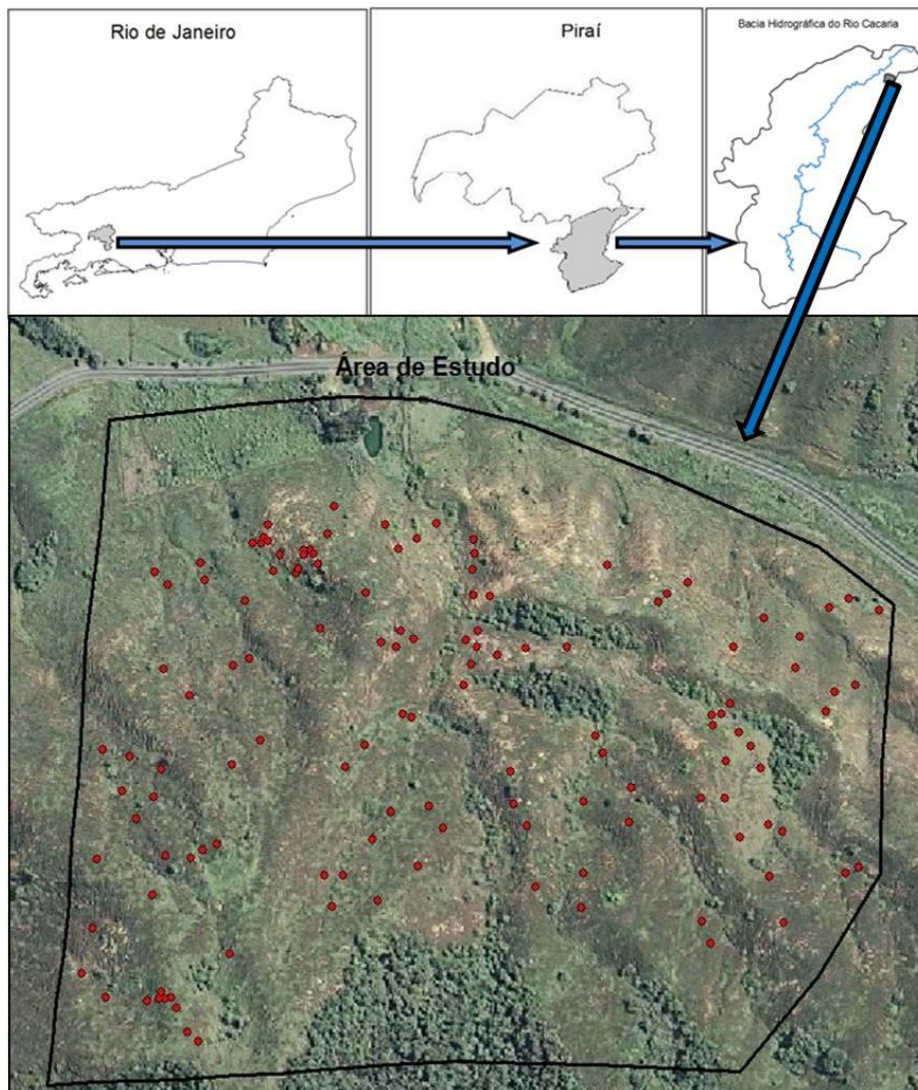 Rio de Janeiro
Piraí
Bacia Hidrográfica do Rio Cacaria
Área de Estudo